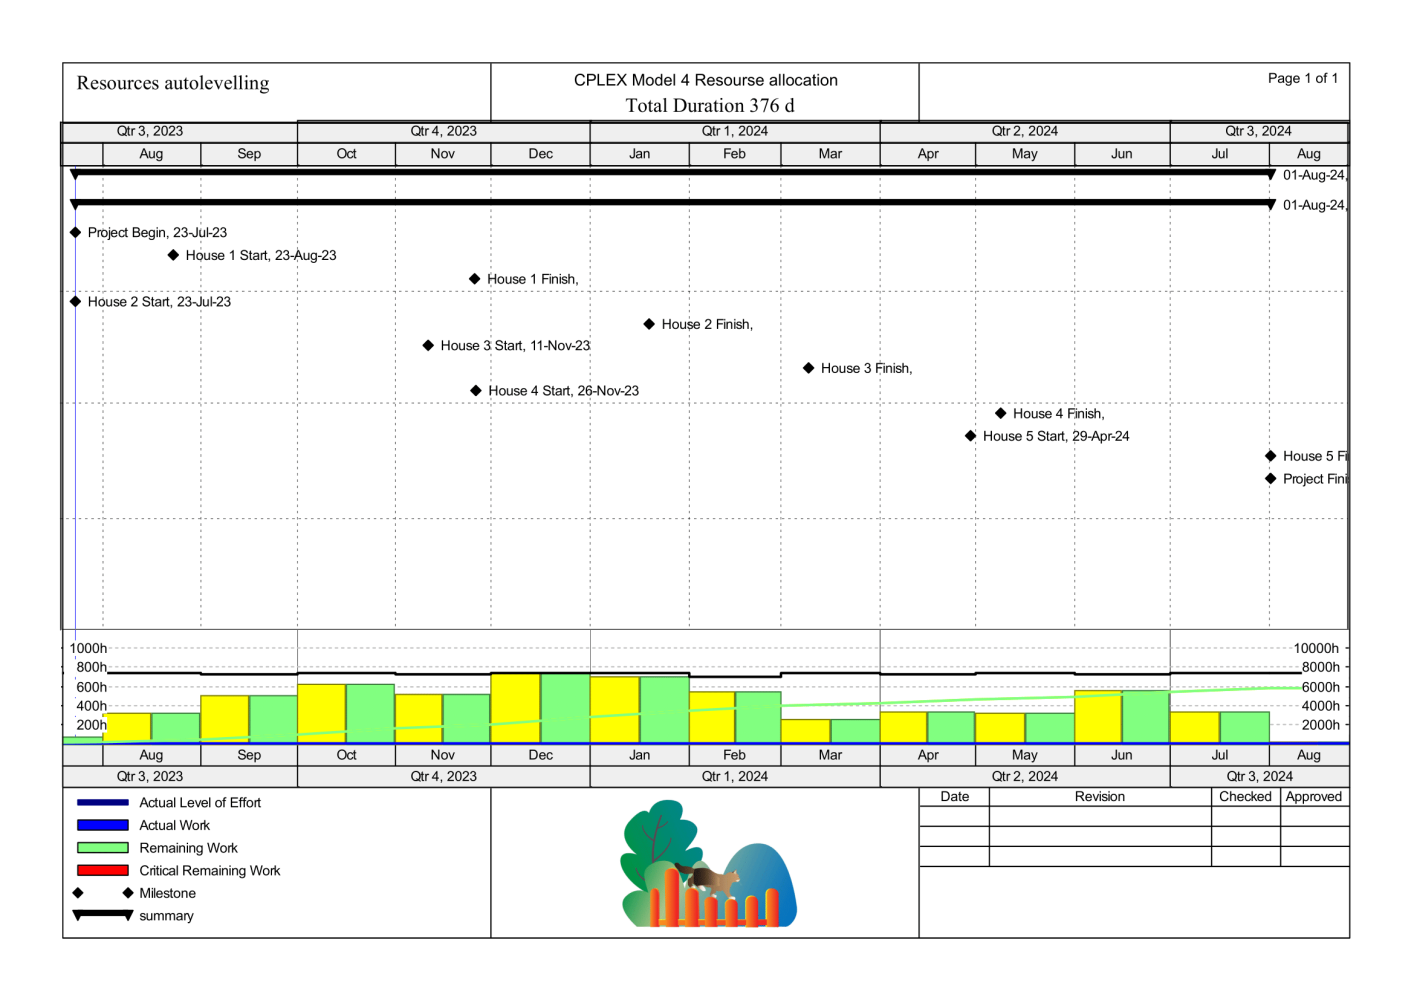 Resources autolevelling
CPLEX Model 4 Resourse allocation
Total Duration 376 d
Page 1 of 1
Qtr 3, 2023 Qtr 4, 2023 Qtr 1, 2024 Qtr 2, 2024 Qtr 3, 2024
Aug Sep Oct Nov Dec Jan Feb Mar Apr May Jun Jul Aug
01-Aug-24,
01-Aug-24,
Project Begin, 23-Jul-23
House 1 Start, 23-Aug-23
House 1 Finish,
House 2 Start, 23-Jul-23
House 2 Finish,
House 3 Start, 11-Nov-23
House 3 Finish,
House 4 Start, 26-Nov-23
House 4 Finish,
House 5 Start, 29-Apr-24
House 5 Fi
Project Fini
1000h 10000h
800h 8000h
600h 6000h
400h 4000h
200h 2000h
Aug Sep Oct Nov Dec Jan Feb Mar Apr May Jun Jul Aug
Qtr 3, 2023 Qtr 4, 2023 Qtr 1, 2024 Qtr 2, 2024 Qtr 3, 2024
Actual Level of Effort
Actual Work
Remaining Work
Critical Remaining Work
Milestone
summary
Date Revision Checked Approved